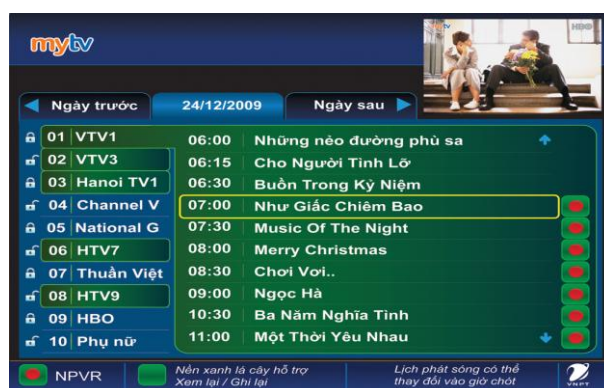 mytv
HBO
Ngày trước
24/12/2009
Ngày sau
01 VTV1
02 VTV3
03 Hanoi TV1
04 Channel V
05 National G
06 HTV7
07 Thuần Việt
08 HTV9
09 HBO
10 Phụ nữ
06:00 Những nẻo đường phù sa
06:15 Cho Người Tình Lỡ
06:30 Buồn Trong Kỷ Niệm
07:00 Như Giấc Chiêm Bao
07:30 Music Of The Night
08:00 Merry Christmas
08:30 Chơi Vơi..
09:00 Ngọc Hà
10:30 Ba Năm Nghĩa Tình
11:00 Một Thời Yêu Nhau
NPVR
Nền xanh lá cây hỗ trợ
Xem lại / Ghi lại
Lịch phát sóng có thể
thay đổi vào giờ chót
VNPT